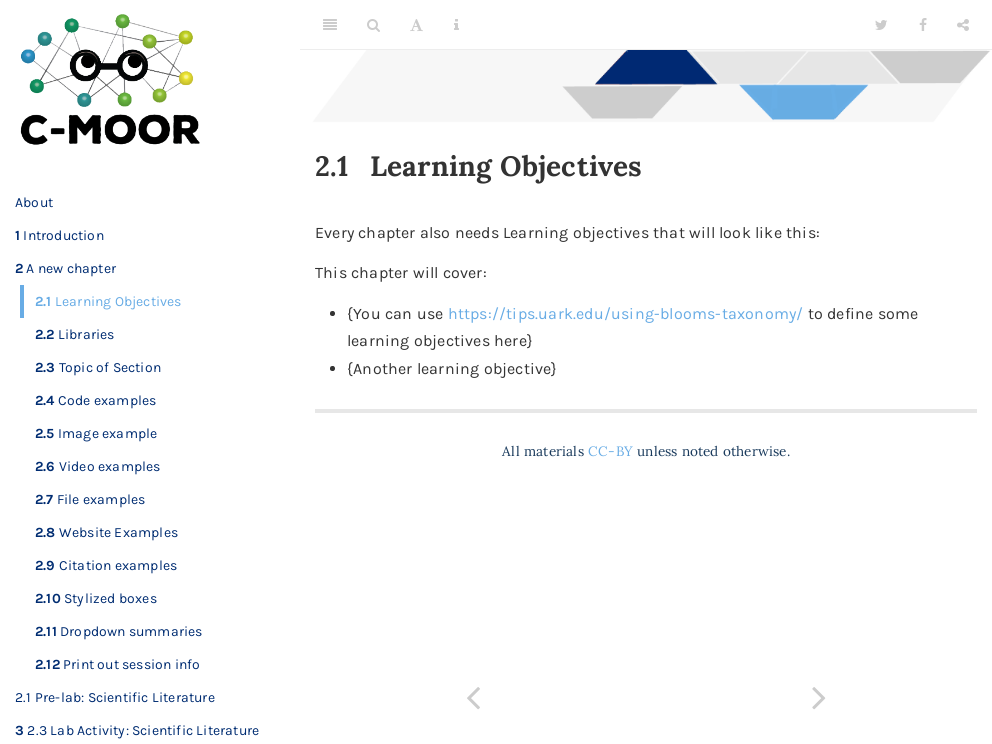 C-MOOR
About
1 Introduction
2 A new chapter
2.1 Learning Objectives
2.2 Libraries
2.3 Topic of Section
2.4 Code examples
2.5 Image example
2.6 Video examples
2.7 File examples
2.8 Website Examples
2.9 Citation examples
2.10 Stylized boxes
2.11 Dropdown summaries
2.12 Print out session info
2.1 Pre-lab: Scientific Literature
3 2.3 Lab Activity: Scientific Literature
A
2.1 Learning Objectives
Every chapter also needs Learning objectives that will look like this:
This chapter will cover:
• {You can use https://tips.uark.edu/using-blooms-taxonomy/ to define some
learning objectives here}
• {Another learning objective}
All materials CC-BY unless noted otherwise.